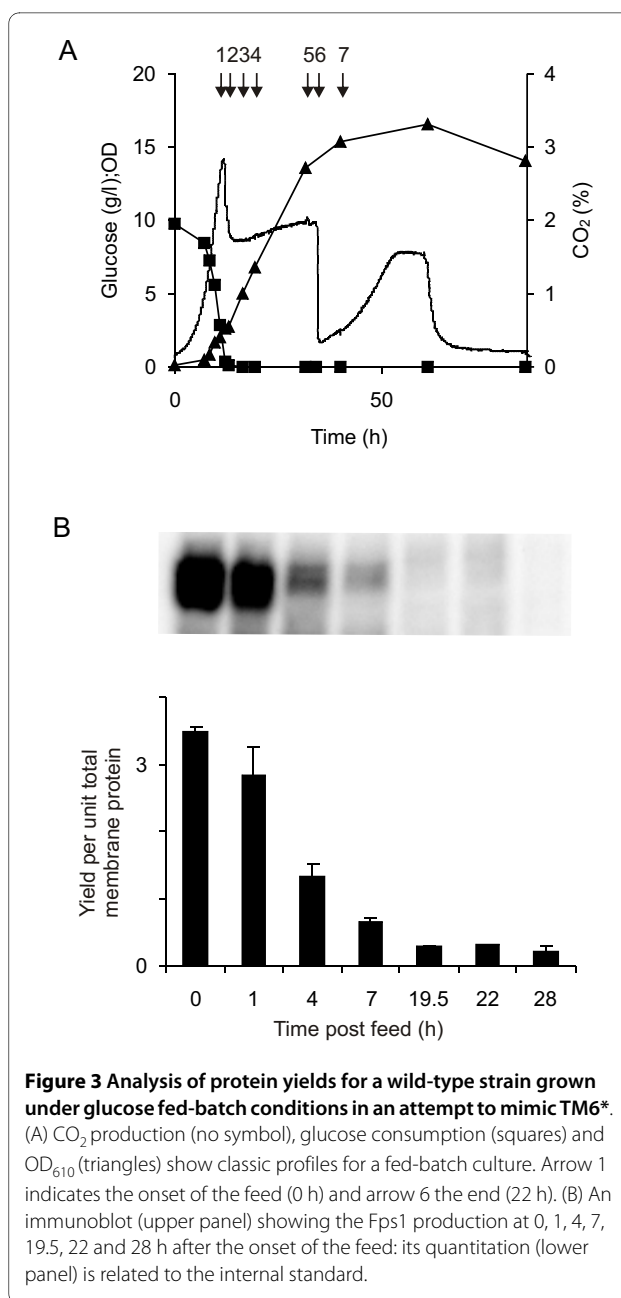 A
1234 56 7
20
15
10
5
0
Glucose (g/l);OD
4
3
2
1
0
CO₂ (%)
0 50
Time (h)
B
3
0
Yield per unit total
membrane protein
0 1 4 7 19.5 22 28
Time post feed (h)
Figure 3 Analysis of protein yields for a wild-type strain grown
under glucose fed-batch conditions in an attempt to mimic TM6*.
(A) CO₂ production (no symbol), glucose consumption (squares) and
OD₆₁₀ (triangles) show classic profiles for a fed-batch culture. Arrow 1
indicates the onset of the feed (0 h) and arrow 6 the end (22 h). (B) An
immunoblot (upper panel) showing the Fps1 production at 0, 1, 4, 7,
19.5, 22 and 28 h after the onset of the feed: its quantitation (lower
panel) is related to the internal standard.